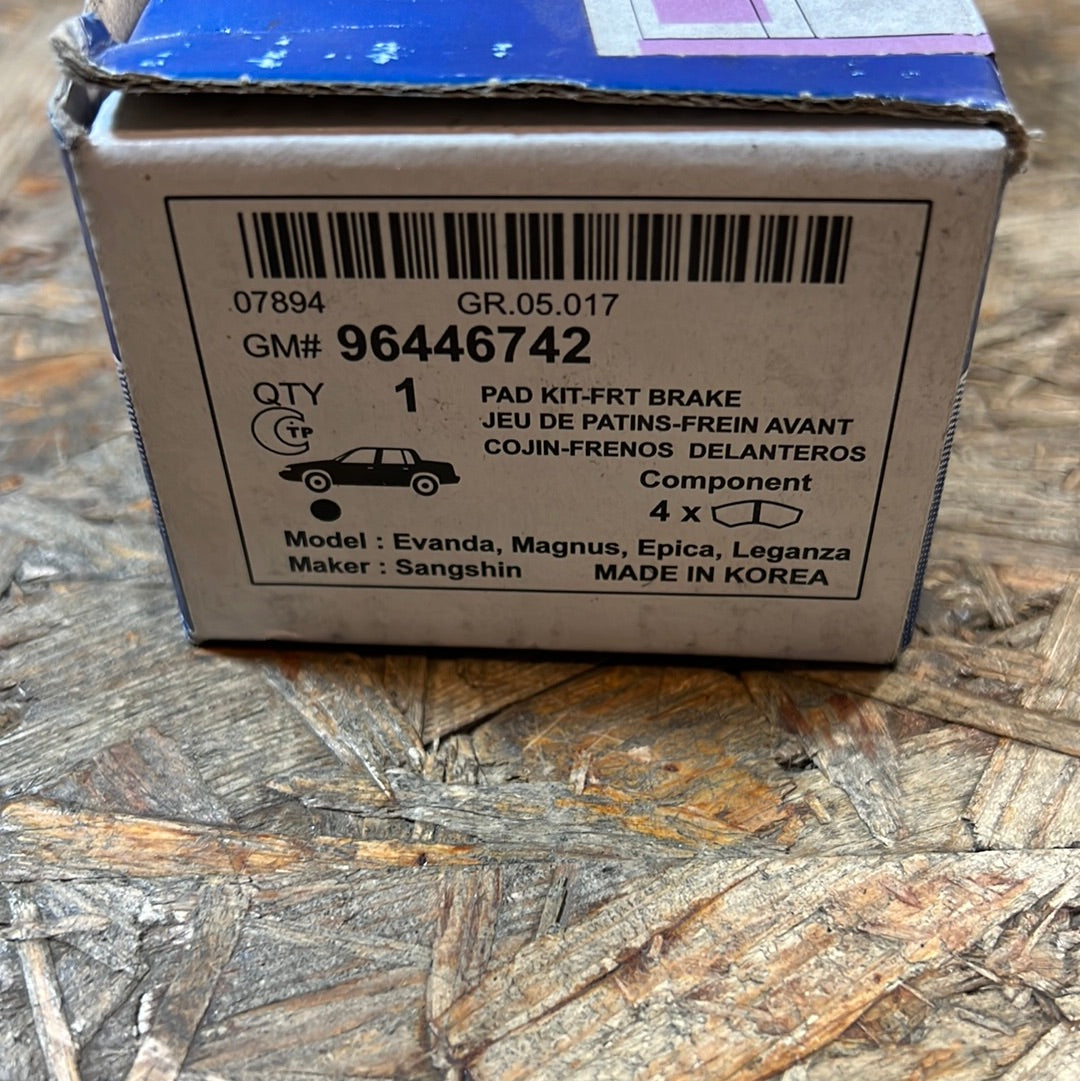 07894 GR.05.017
GM# 96446742
QTY 1 PAD KIT-FRT BRAKE
JEU DE PATINS-FREIN AVANT
CTP
COJIN-FRENOS DELANTEROS
Component
4 x
Model : Evanda, Magnus, Epica, Leganza
Maker : Sangshin MADE IN KOREA